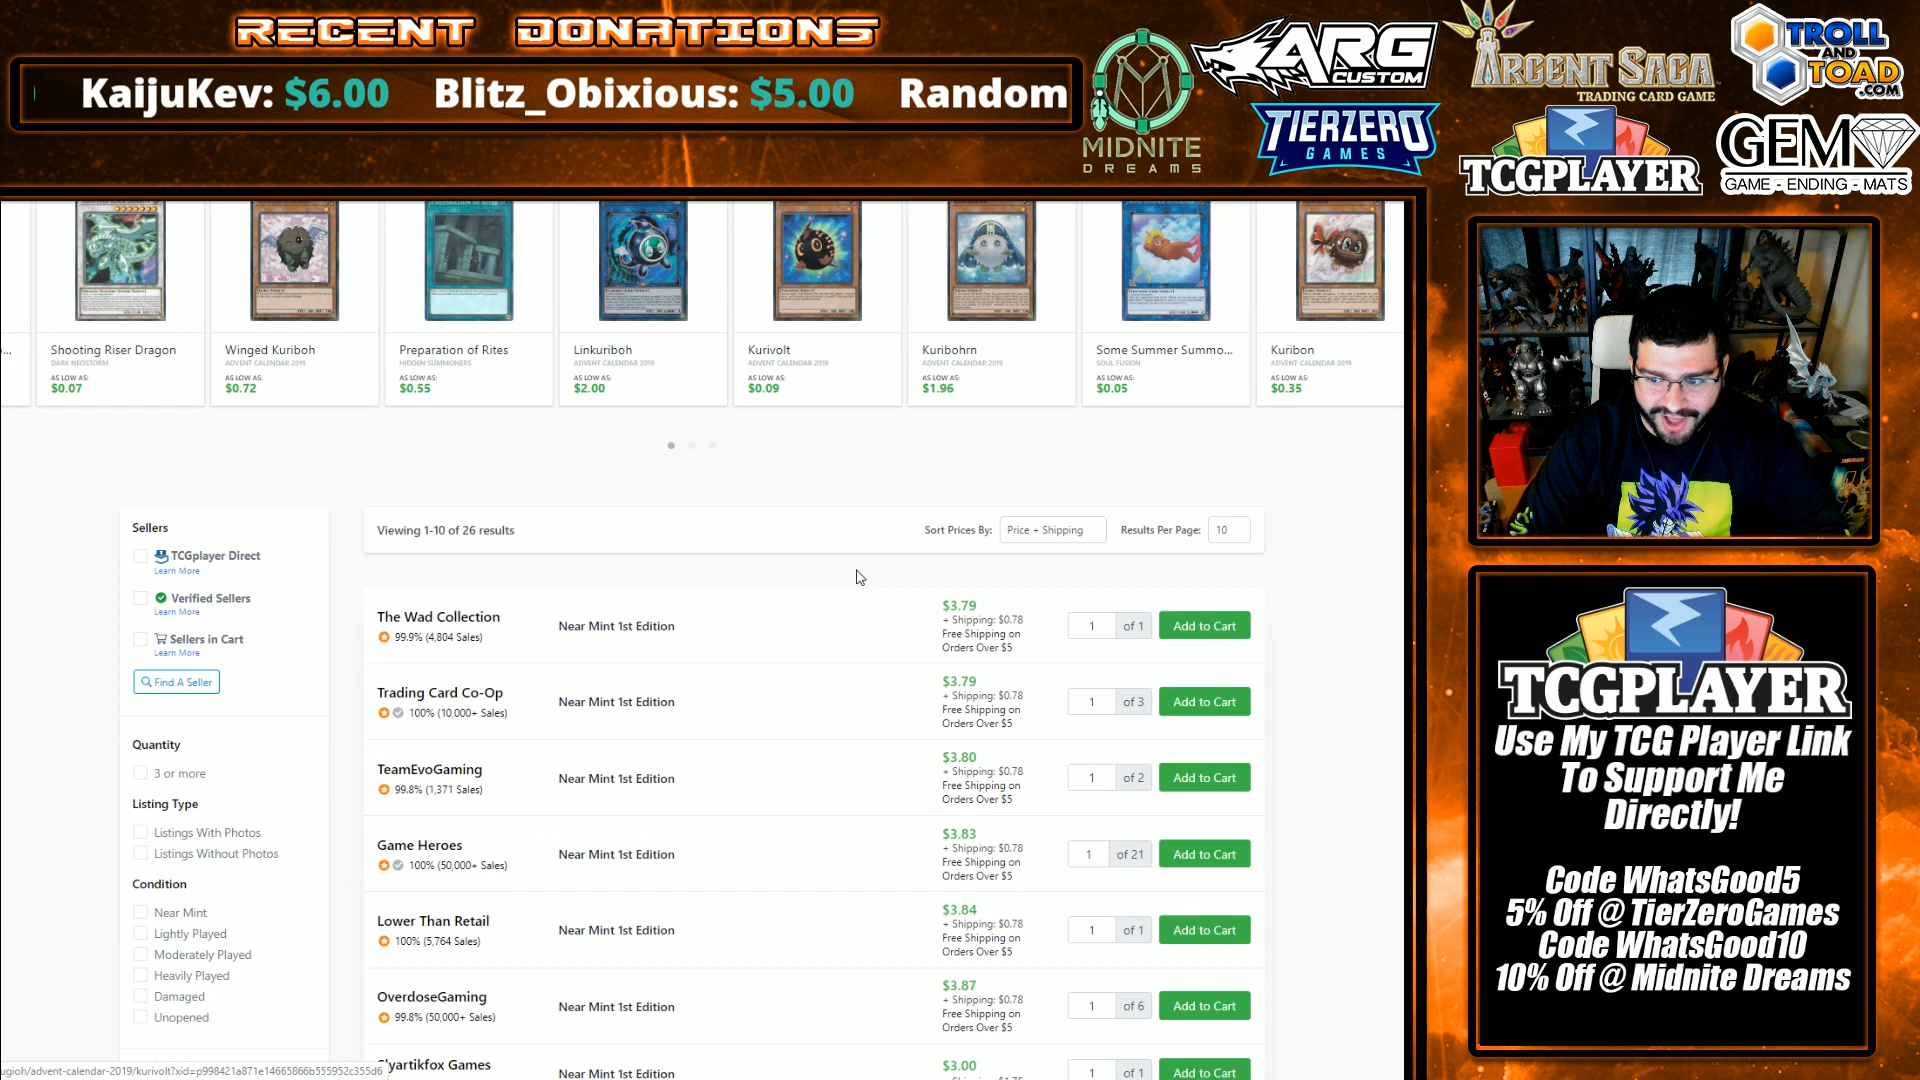 RECENT DONATIONS
KaijuKev: $6.00 Blitz_Obixious: $5.00 Random
MIDNITE
DREAMS
ARG
CUSTOM
TIERZERO
GAMES
ARGENT SAGA
TRADING CARD GAME
TROLL
AND
TOAD
.COM
TCGPLAYER
GEM
GAME - ENDING - MATS
Shooting Riser Dragon
DARK NEOSTORM
AS LOW AS:
$0.07
Winged Kuriboh
ADVENT CALENDAR 2019
AS LOW AS:
$0.72
Preparation of Rites
HIDDEN SUMMONERS
AS LOW AS:
$0.55
Linkuriboh
ADVENT CALENDAR 2019
AS LOW AS:
$2.00
Kurivolt
ADVENT CALENDAR 2019
AS LOW AS:
$0.09
Kuribohrn
ADVENT CALENDAR 2019
AS LOW AS:
$1.96
Some Summer Summo...
SOUL FUSION
AS LOW AS:
$0.05
Kuribon
ADVENT CALENDAR 2019
AS LOW AS:
$0.35
Sellers
TCGplayer Direct
Learn More
Verified Sellers
Learn More
Sellers in Cart
Learn More
Find A Seller
Quantity
3 or more
Listing Type
Listings With Photos
Listings Without Photos
Condition
Near Mint
Lightly Played
Moderately Played
Heavily Played
Damaged
Unopened
Viewing 1-10 of 26 results
Sort Prices By: Price + Shipping Results Per Page: 10
The Wad Collection
99.9% (4,804 Sales)
Near Mint 1st Edition
$3.79
+ Shipping: $0.78
Free Shipping on
Orders Over $5
1 of 1 Add to Cart
Trading Card Co-Op
100% (10,000+ Sales)
Near Mint 1st Edition
$3.79
+ Shipping: $0.78
Free Shipping on
Orders Over $5
1 of 3 Add to Cart
TeamEvoGaming
99.8% (1,371 Sales)
Near Mint 1st Edition
$3.80
+ Shipping: $0.78
Free Shipping on
Orders Over $5
1 of 2 Add to Cart
Game Heroes
100% (50,000+ Sales)
Near Mint 1st Edition
$3.83
+ Shipping: $0.78
Free Shipping on
Orders Over $5
1 of 21 Add to Cart
Lower Than Retail
100% (5,764 Sales)
Near Mint 1st Edition
$3.84
+ Shipping: $0.78
Free Shipping on
Orders Over $5
1 of 1 Add to Cart
OverdoseGaming
99.8% (50,000+ Sales)
Near Mint 1st Edition
$3.87
+ Shipping: $0.78
Free Shipping on
Orders Over $5
1 of 6 Add to Cart
Games
Near Mint 1st Edition
$3.00
1 of 1 Add to Cart
ugioh/advent-calendar-2019/kurivolt?xid=p998421a871e14665866b555952c355d6
TCGPLAYER
Use My TCG Player Link
To Support Me
Directly!
Code WhatsGood5
5% Off @ TierZeroGames
Code WhatsGood10
10% Off @ Midnite Dreams